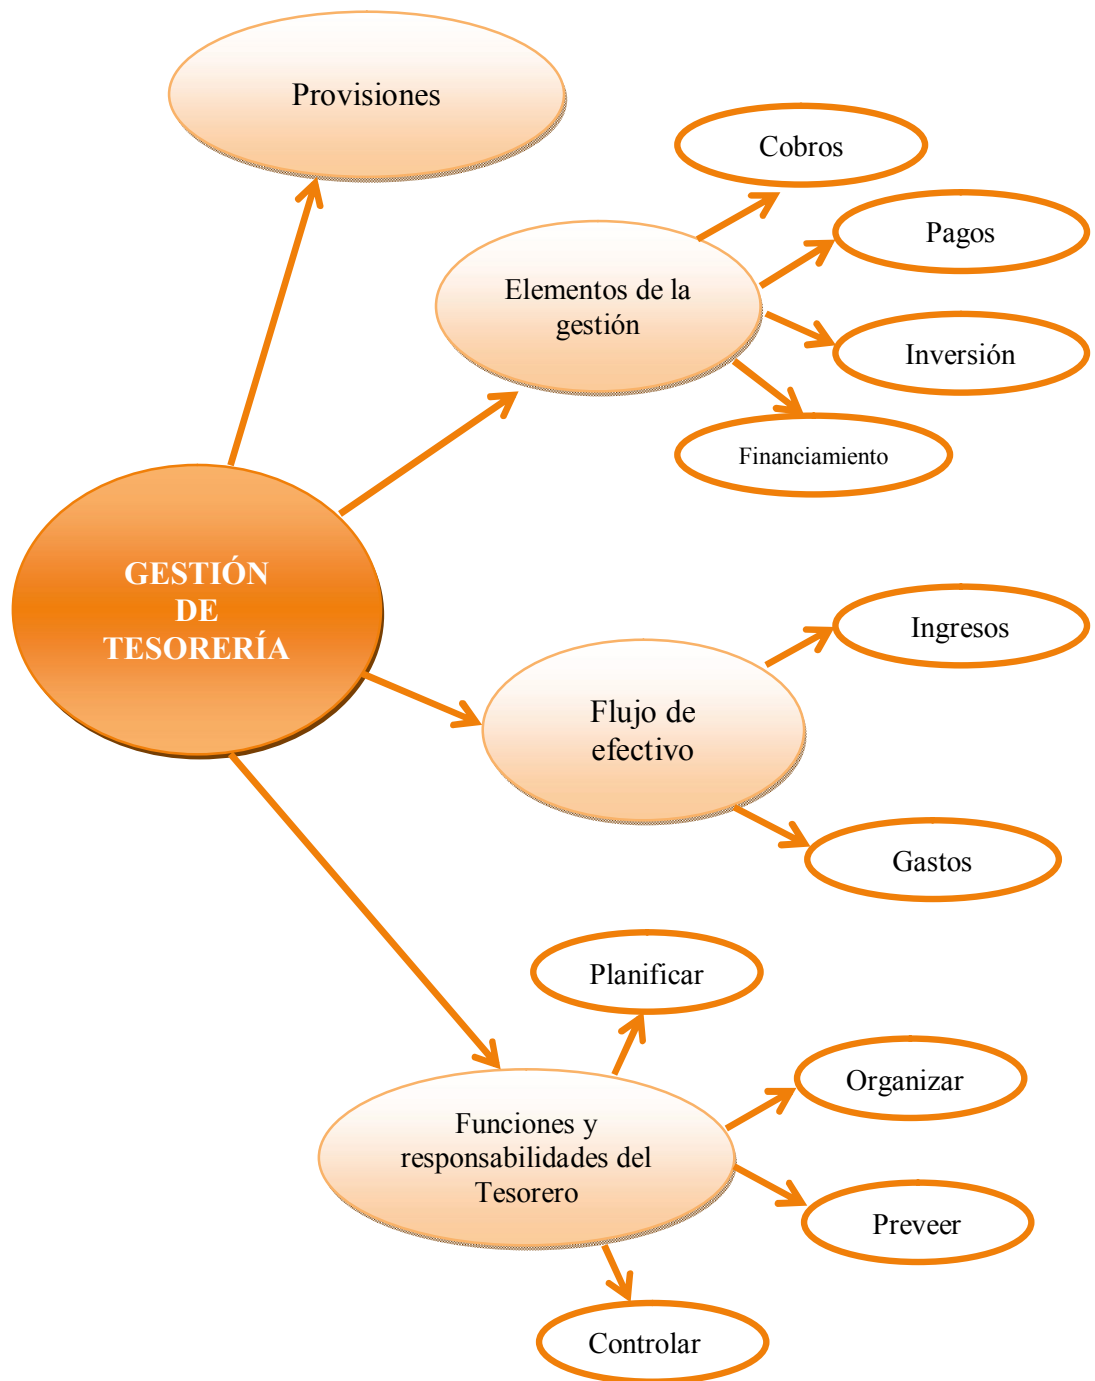 Provisiones
Cobros
Pagos
Elementos de la
gestión
Inversión
Financiamiento
GESTIÓN
DE
TESORERÍA
Ingresos
Flujo de
efectivo
Gastos
Planificar
Organizar
Funciones y
responsabilidades del
Tesorero
Preveer
Controlar